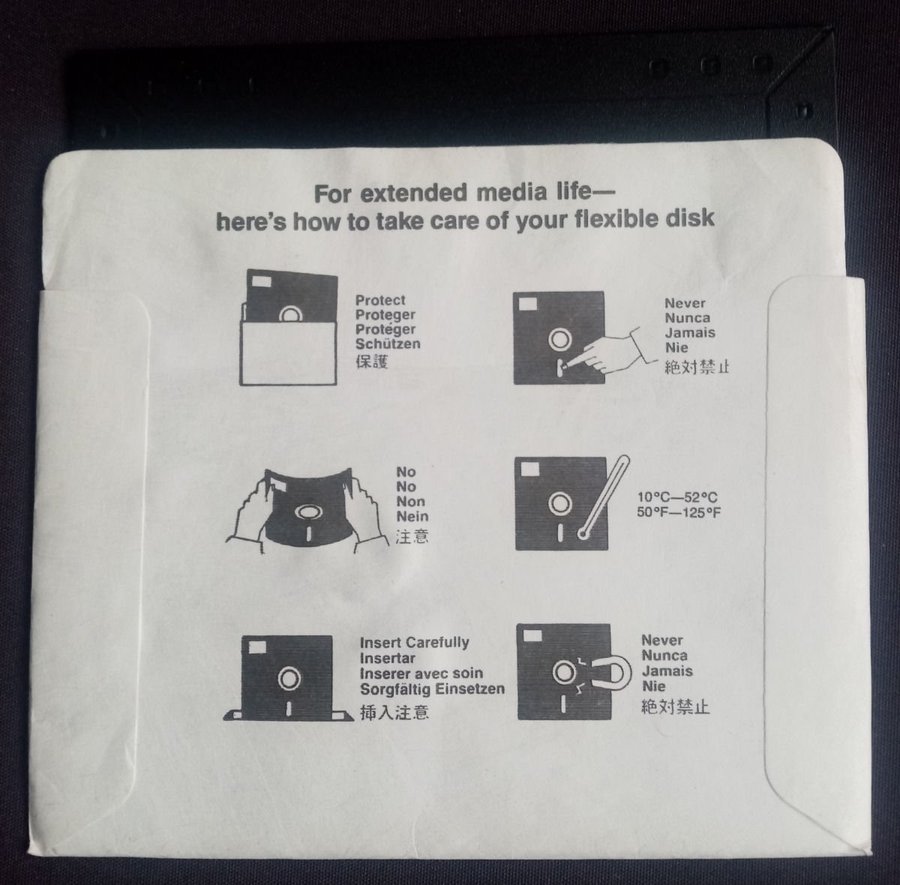 For extended media life—
here's how to take care of your flexible disk
Protect
Proteger
Protéger
Schützen
保護
Never
Nunca
Jamais
Nie
絶対禁止
No
No
Non
Nein
注意
10°C—52°C
50°F—125°F
Insert Carefully
Insertar
Inserer avec soin
Sorgfältig Einsetzen
挿入注意
Never
Nunca
Jamais
Nie
絶対禁止